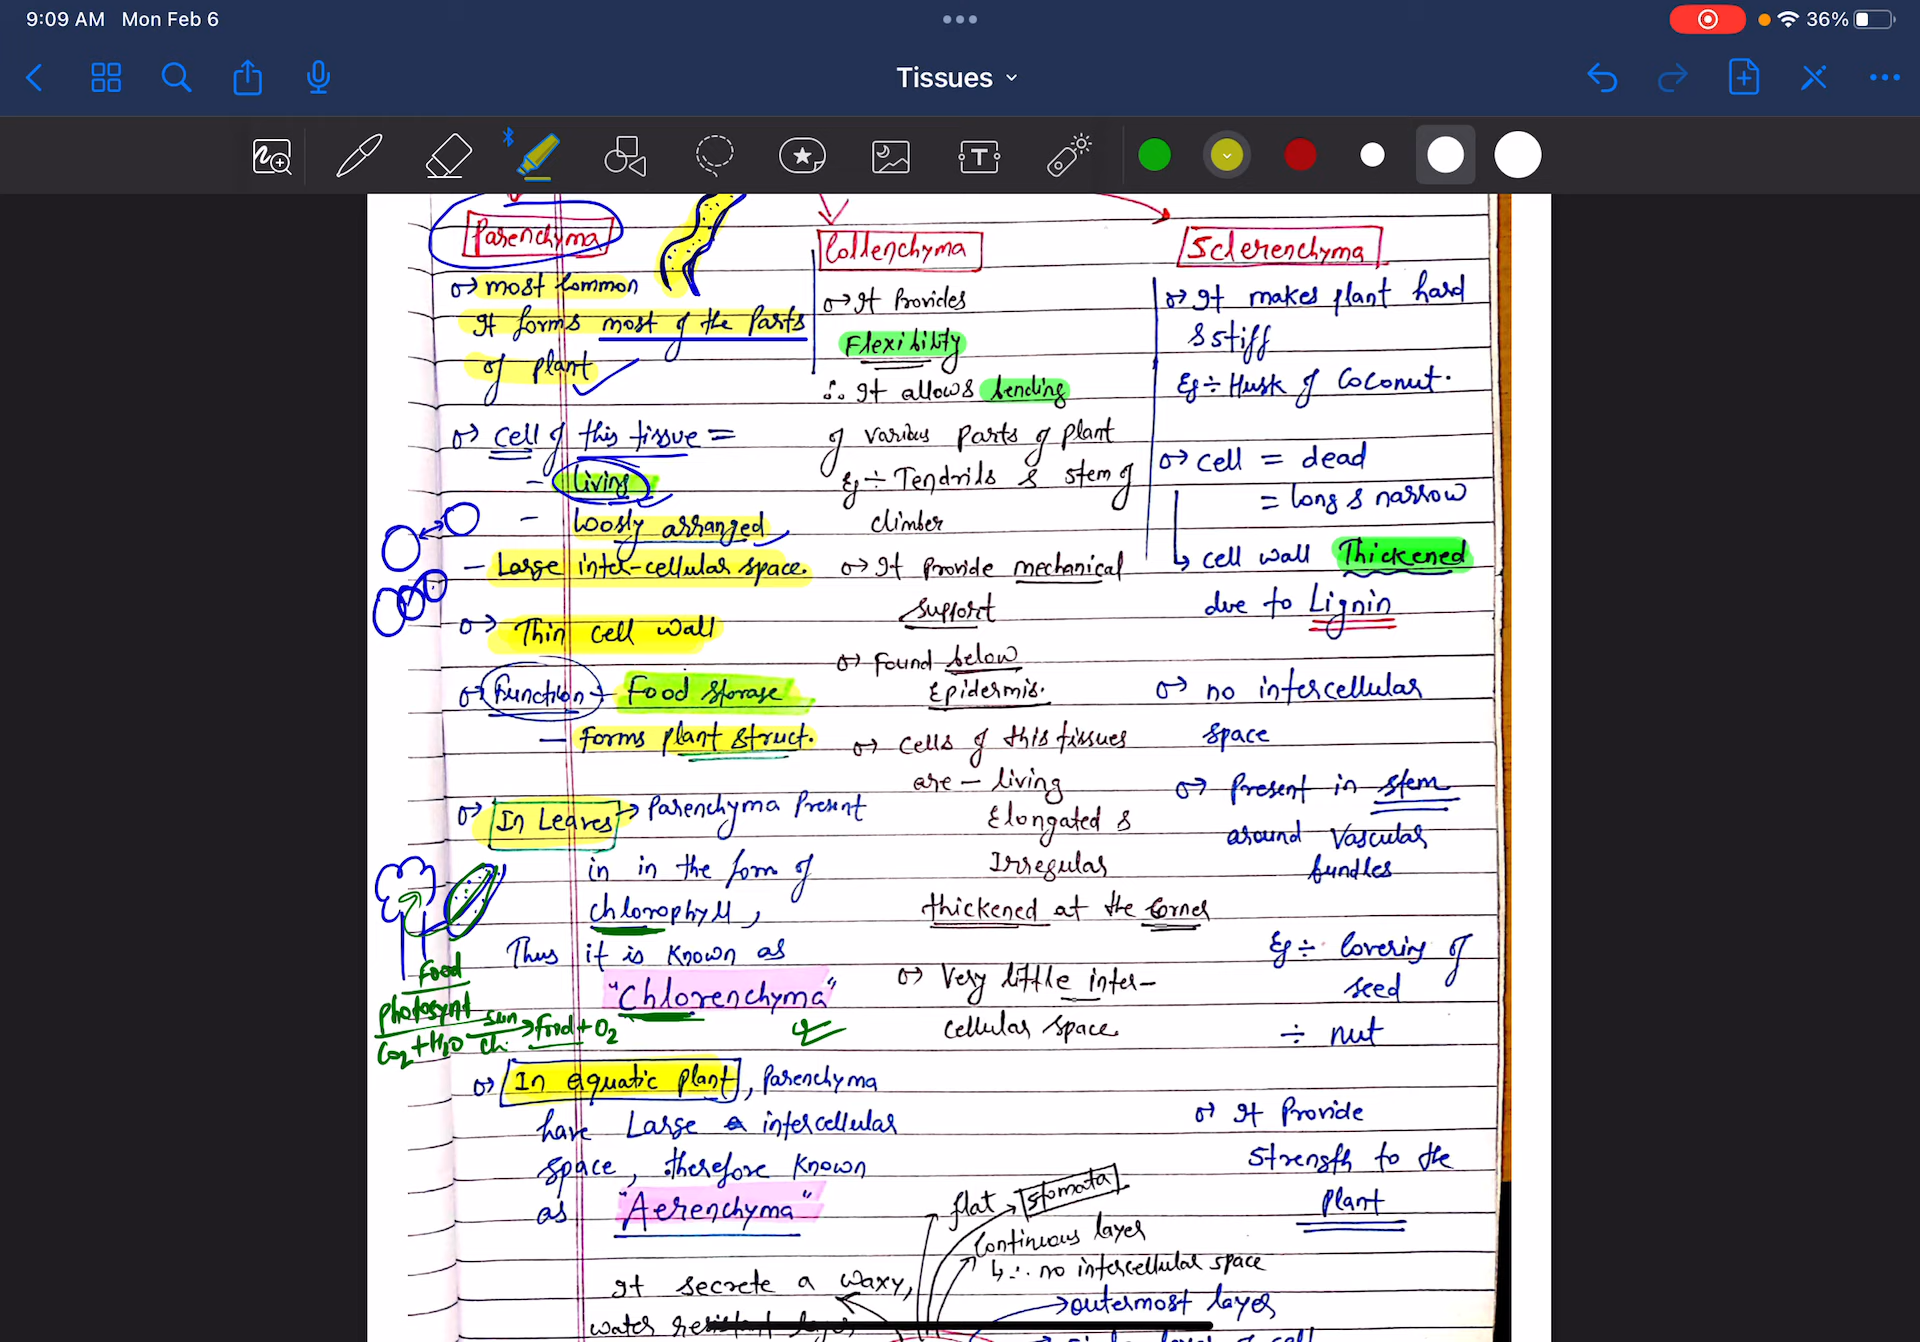 9:09 AM Mon Feb 6
36%
Tissues
T
Parenchyma
most common
It forms most of the Parts
of plant
Cell of this tissue =
- living
- loosly arranged
- Large inter-cellular space.
Thin cell wall
Function - Food storage
- Forms plant struct.
In Leaves → Parenchyma Present
in in the form of
chlorophyll,
Thus it is known as
"Chlorenchyma"
Food
photosynt
CO2 + H2O sun → food + O2
Ch.
In aquatic plant, Parenchyma
have Large intercellular
space, therefore known
as "Aerenchyma"
Collenchyma
It Provides
Flexibility
∴ It allows bending
of various parts of plant
Eg ÷ Tendrils & stem of
climber
It Provide mechanical
support
Found below
Epidermis.
Cells of this tissues
are - living
Elongated &
Irregular
thickened at the Corner
Very little inter-
cellular space
Sclerenchyma
It makes plant hard
& stiff
Eg ÷ Husk of Coconut.
cell = dead
= long & narrow
↳ cell wall Thickened
due to Lignin
no intercellular
space
Present in stem
around Vascular
bundles
Eg ÷ Covering of
seed
÷ nut
It Provide
strength to the
Plant
flat → stomata
Continuous layer
↳ ∴ no intercellular space
It secrete a waxy,
→ outermost layer
water resistant layer